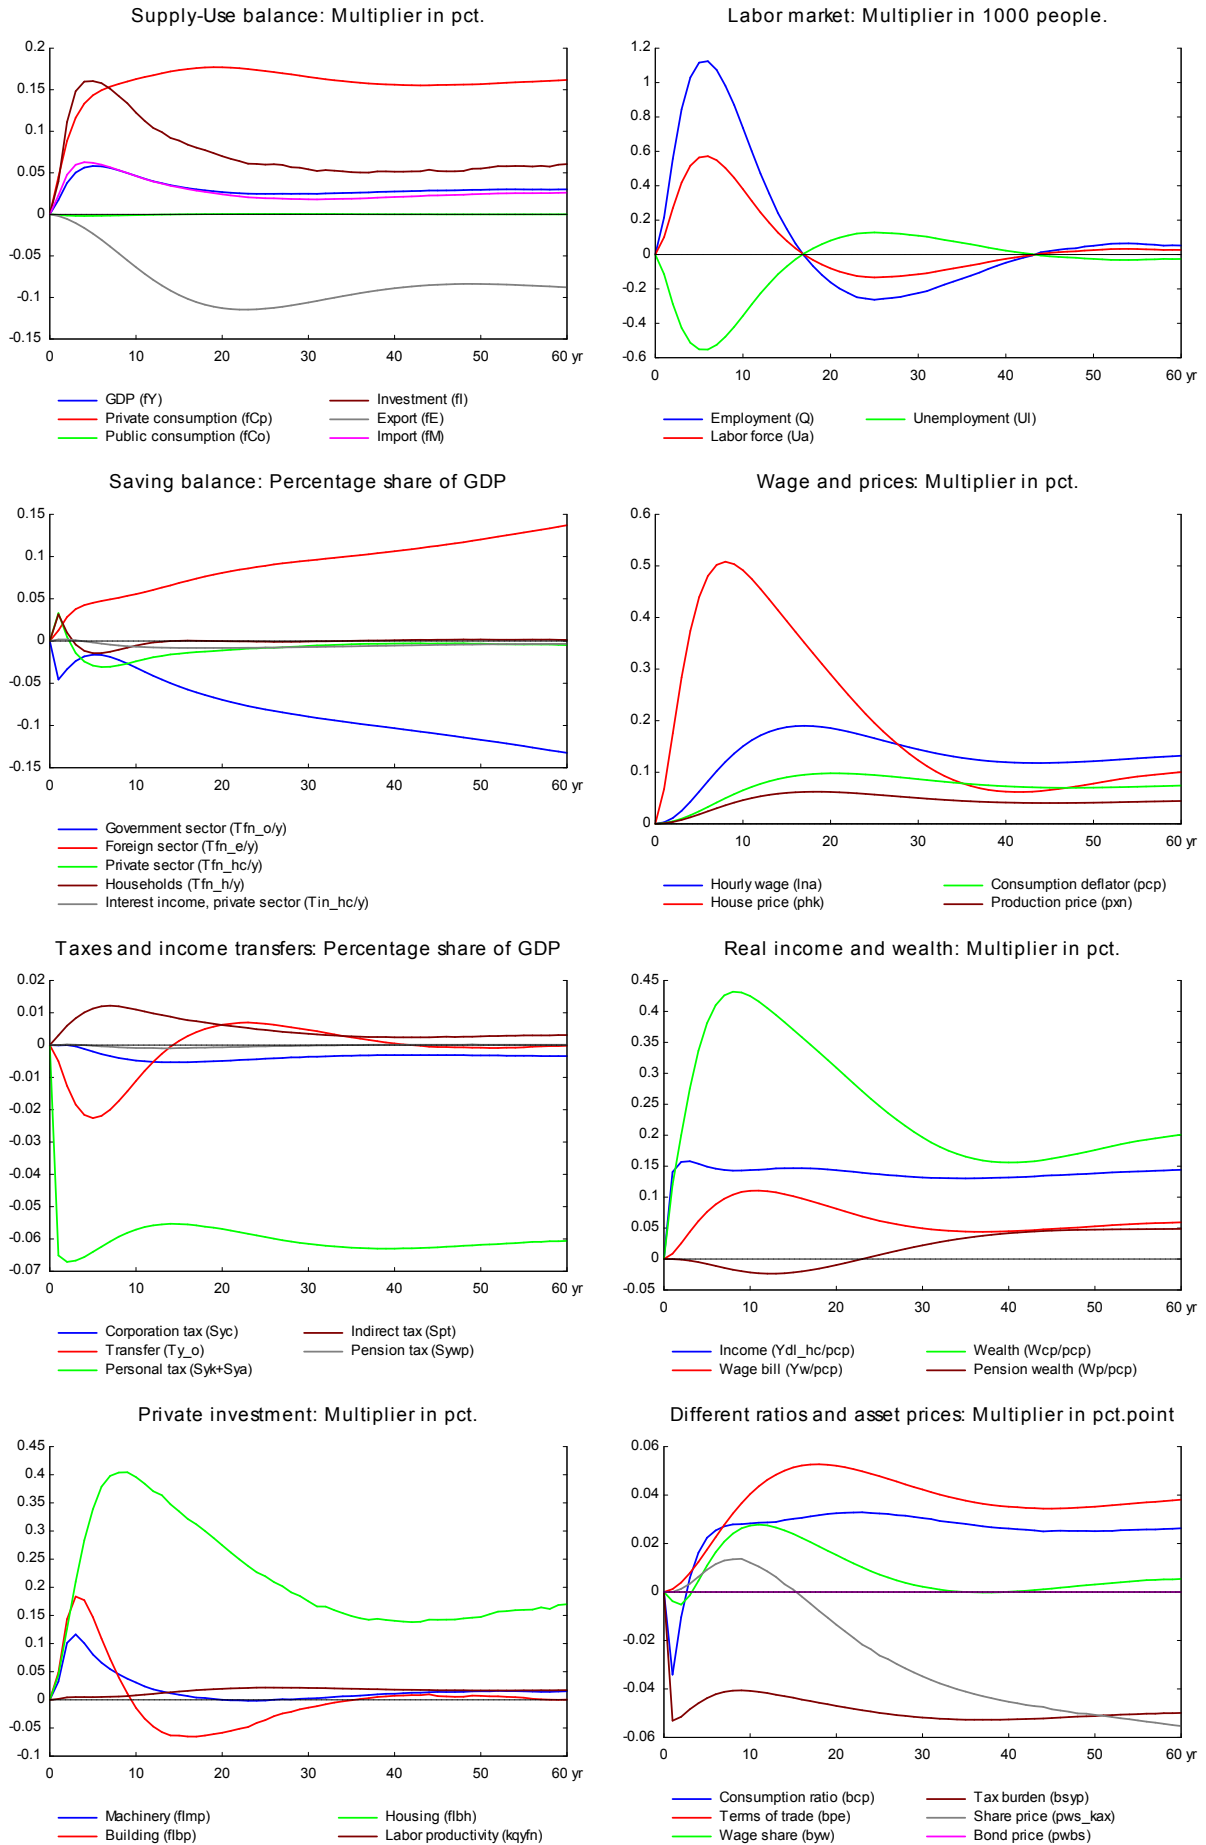 Supply-Use balance: Multiplier in pct.
0.2
0.15
0.1
0.05
0
-0.05
-0.1
-0.15
0 10 20 30 40 50 60 yr
GDP (fY) Investment (fI)
Private consumption (fCp) Export (fE)
Public consumption (fCo) Import (fM)
Labor market: Multiplier in 1000 people.
1.2
1
0.8
0.6
0.4
0.2
0
-0.2
-0.4
-0.6
0 10 20 30 40 50 60 yr
Employment (Q) Unemployment (Ul)
Labor force (Ua)
Saving balance: Percentage share of GDP
0.15
0.1
0.05
0
-0.05
-0.1
-0.15
0 10 20 30 40 50 60 yr
Government sector (Tfn_o/y)
Foreign sector (Tfn_e/y)
Private sector (Tfn_hc/y)
Households (Tfn_h/y)
Interest income, private sector (Tin_hc/y)
Wage and prices: Multiplier in pct.
0.6
0.5
0.4
0.3
0.2
0.1
0
0 10 20 30 40 50 60 yr
Hourly wage (lna) Consumption deflator (pcp)
House price (phk) Production price (pxn)
Taxes and income transfers: Percentage share of GDP
0.02
0.01
0
-0.01
-0.02
-0.03
-0.04
-0.05
-0.06
-0.07
0 10 20 30 40 50 60 yr
Corporation tax (Syc) Indirect tax (Spt)
Transfer (Ty_o) Pension tax (Sywp)
Personal tax (Syk+Sya)
Real income and wealth: Multiplier in pct.
0.45
0.4
0.35
0.3
0.25
0.2
0.15
0.1
0.05
0
-0.05
0 10 20 30 40 50 60 yr
Income (Ydl_hc/pcp) Wealth (Wcp/pcp)
Wage bill (Yw/pcp) Pension wealth (Wp/pcp)
Private investment: Multiplier in pct.
0.45
0.4
0.35
0.3
0.25
0.2
0.15
0.1
0.05
0
-0.05
-0.1
0 10 20 30 40 50 60 yr
Machinery (fImp) Housing (fIbh)
Building (fIbp) Labor productivity (kqyfn)
Different ratios and asset prices: Multiplier in pct.point
0.06
0.04
0.02
0
-0.02
-0.04
-0.06
0 10 20 30 40 50 60 yr
Consumption ratio (bcp) Tax burden (bsyp)
Terms of trade (bpe) Share price (pws_kax)
Wage share (byw) Bond price (pwbs)